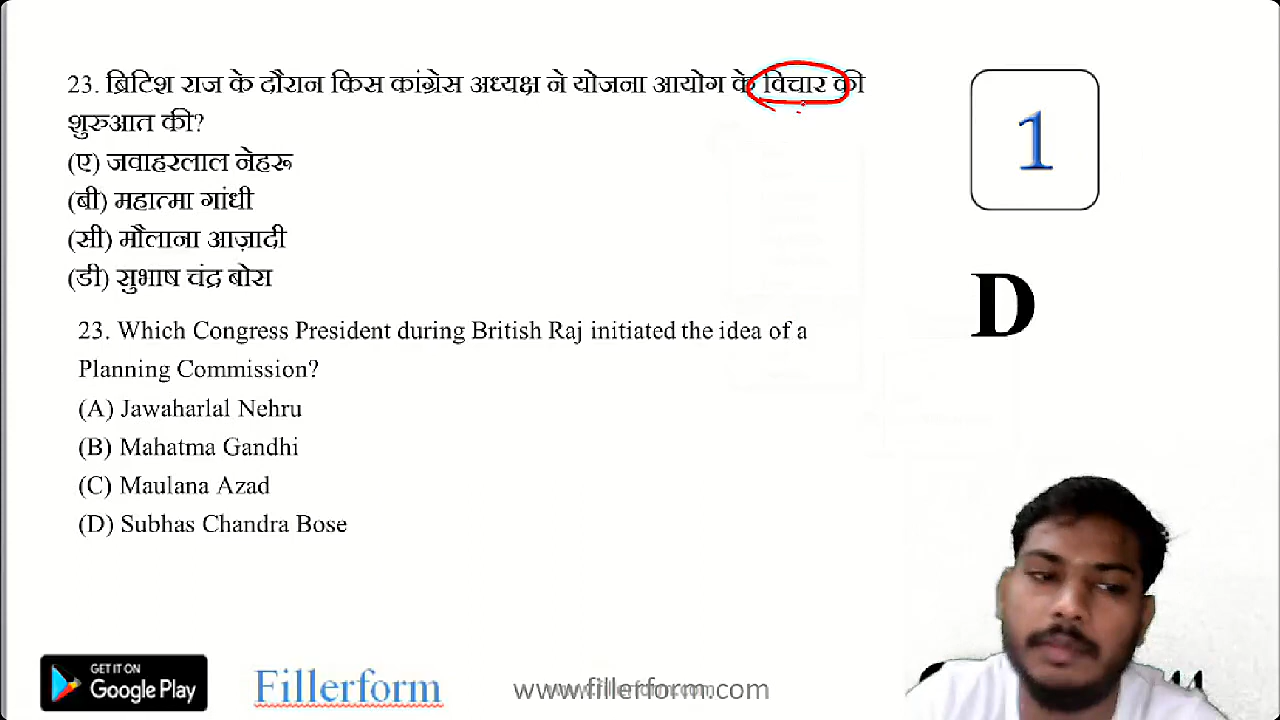 23. ब्रिटिश राज के दौरान किस कांग्रेस अध्यक्ष ने योजना आयोग के विचार की
शुरुआत की?
(ए) जवाहरलाल नेहरू
(बी) महात्मा गांधी
(सी) मौलाना आज़ादी
(डी) सुभाष चंद्र बोस
23. Which Congress President during British Raj initiated the idea of a
Planning Commission?
(A) Jawaharlal Nehru
(B) Mahatma Gandhi
(C) Maulana Azad
(D) Subhas Chandra Bose
1
D
GET IT ON
Google Play
Fillerform
www.fillerform.com